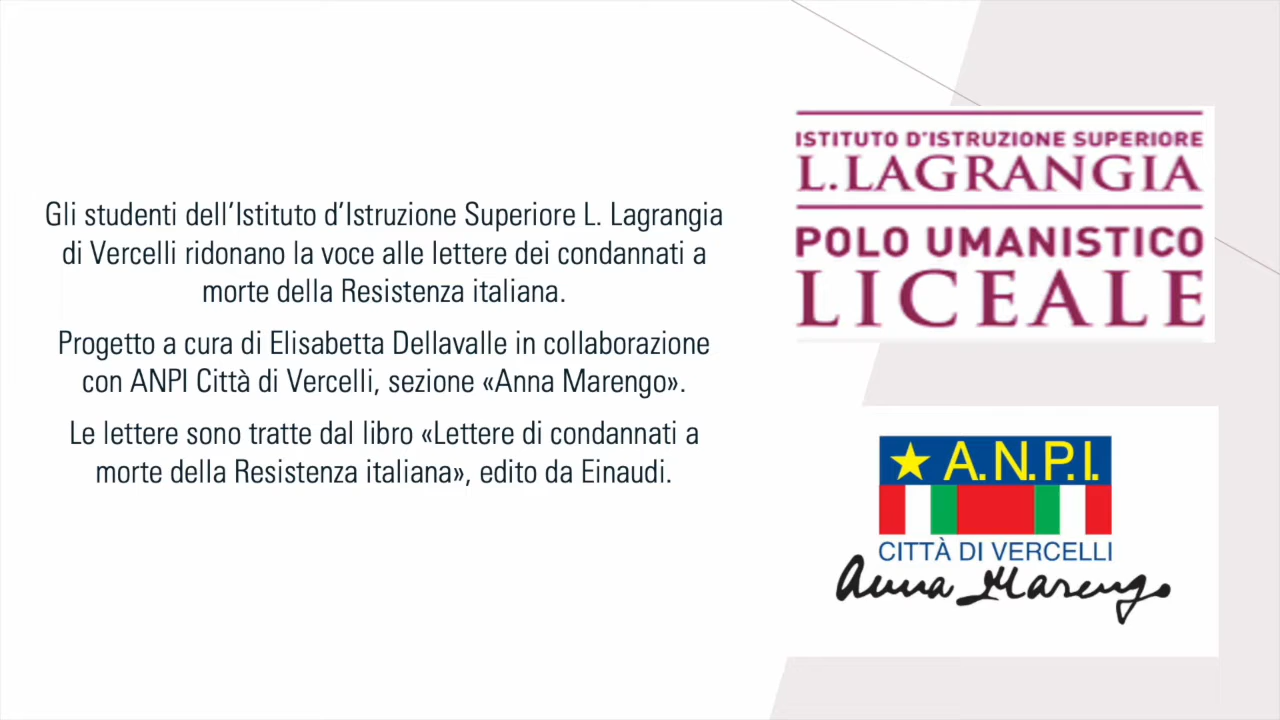 Gli studenti dell’Istituto d’Istruzione Superiore L. Lagrangia
di Vercelli ridonano la voce alle lettere dei condannati a
morte della Resistenza italiana.
Progetto a cura di Elisabetta Dellavalle in collaborazione
con ANPI Città di Vercelli, sezione «Anna Marengo».
Le lettere sono tratte dal libro «Lettere di condannati a
morte della Resistenza italiana», edito da Einaudi.
ISTITUTO D'ISTRUZIONE SUPERIORE
L.LAGRANGIA
POLO UMANISTICO
LICEALE
A.N.P.I.
CITTÀ DI VERCELLI
Anna Marengo